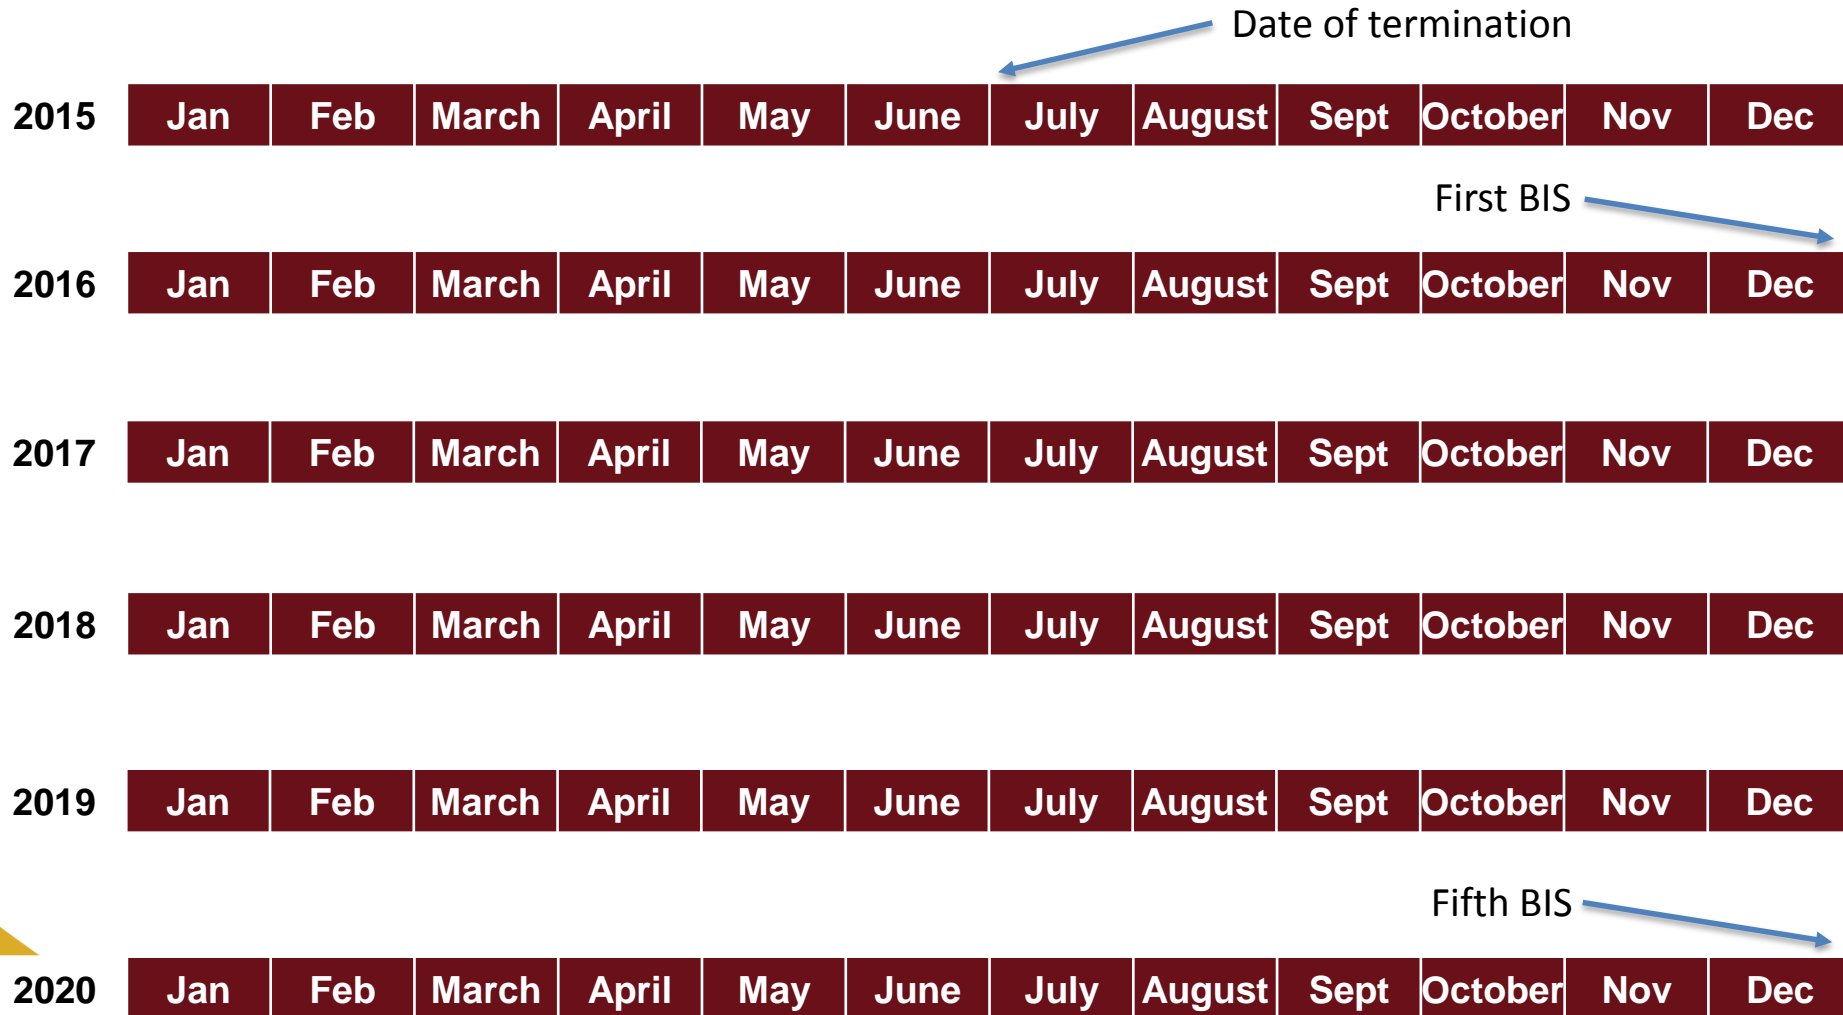 Date of termination
2015 Jan Feb March April May June July August Sept October Nov Dec
First BIS
2016 Jan Feb March April May June July August Sept October Nov Dec
2017 Jan Feb March April May June July August Sept October Nov Dec
2018 Jan Feb March April May June July August Sept October Nov Dec
2019 Jan Feb March April May June July August Sept October Nov Dec
Fifth BIS
2020 Jan Feb March April May June July August Sept October Nov Dec